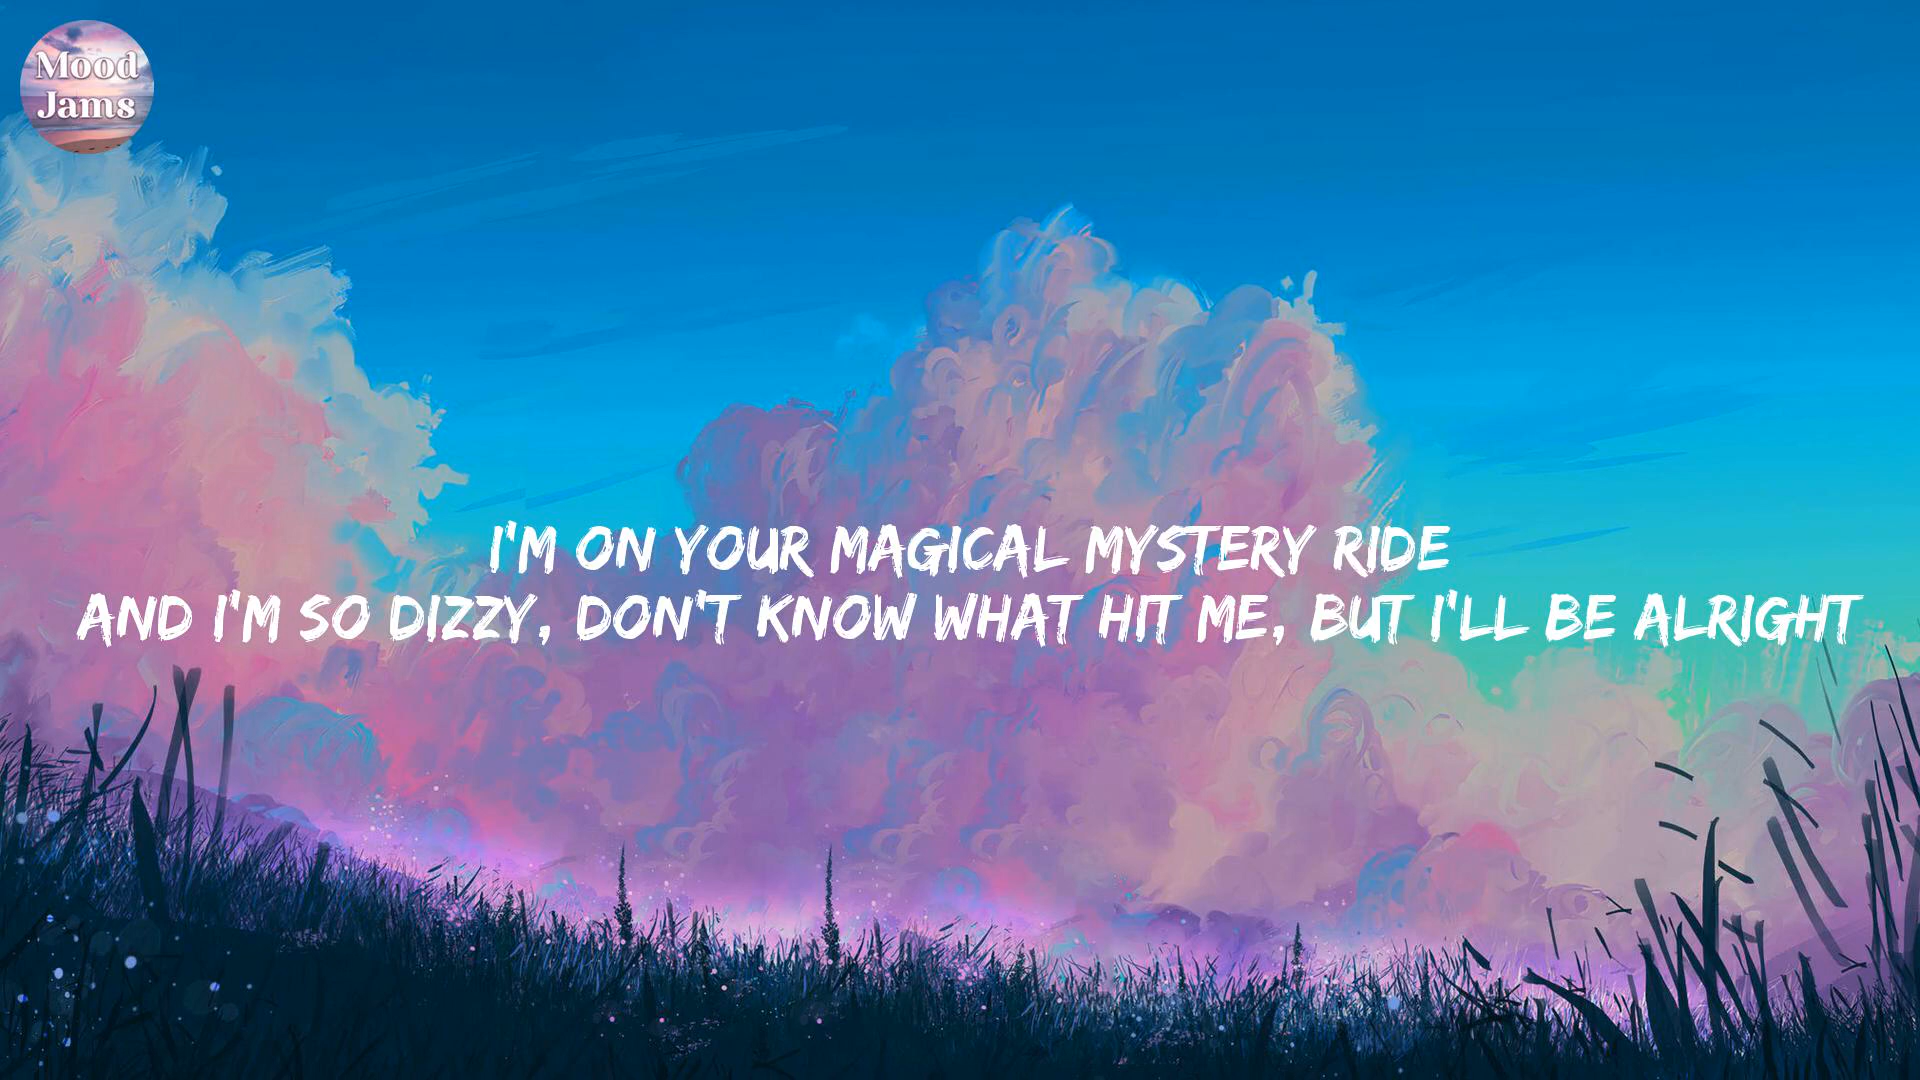 Mood
Jams
I'M ON YOUR MAGICAL MYSTERY RIDE
AND I'M SO DIZZY, DON'T KNOW WHAT HIT ME, BUT I'LL BE ALRIGHT